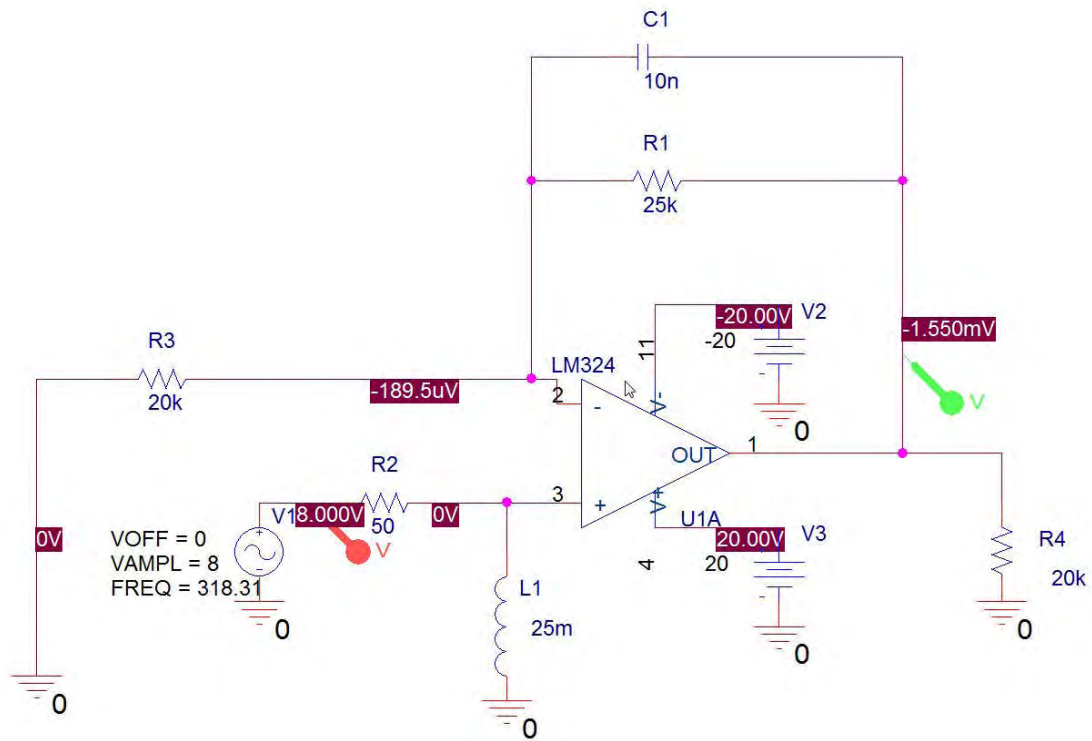 C1
10n
R1
25k
-20.00V
V2
-20
11
-1.550mV
R3
20k
LM324
-189.5uV
2
-
V-
V
0
OUT
1
R2
50
3
+
V+
U1A
V1
8.000V
0V
V
0V
VOFF = 0
VAMPL = 8
FREQ = 318.31
+
-
0
20.00V
V3
4
20
-
0
R4
20k
0
L1
25m
0
0